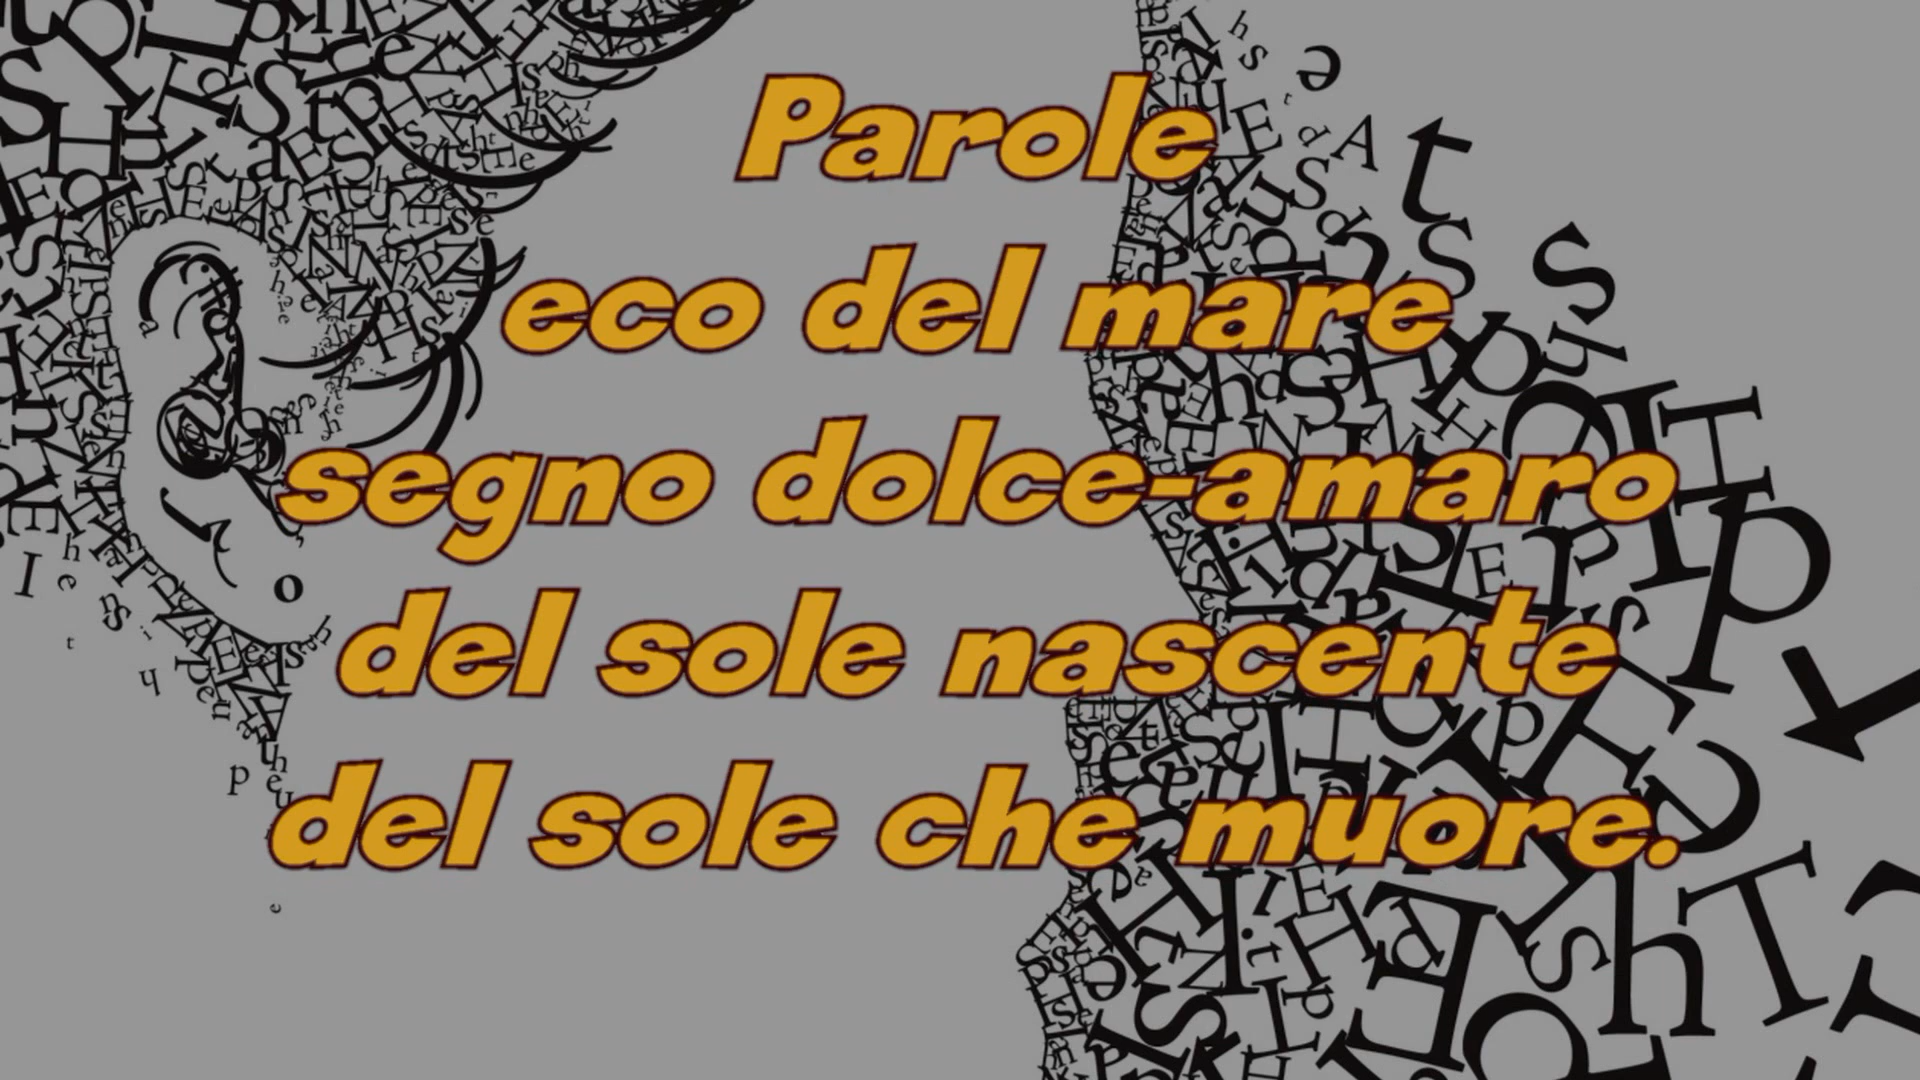 Parole
eco del mare
segno dolce-amaro
del sole nascente
del sole che muore.